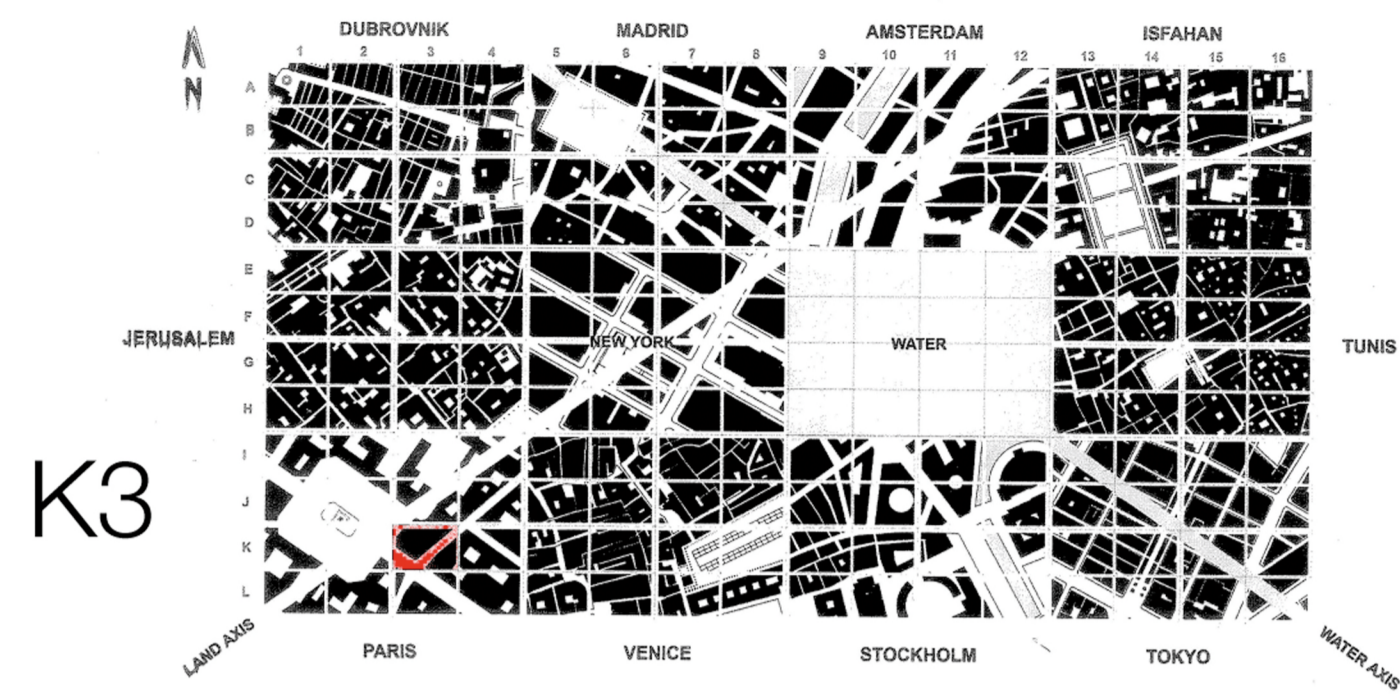 DUBROVNIK MADRID AMSTERDAM ISFAHAN
1 2 3 4 5 6 7 8 9 10 11 12 13 14 15 16
N
A
B
C
D
E
F
JERUSALEM NEW YORK WATER TUNIS
G
H
I
J
K3
K
L
LAND AXIS
WATER AXIS
PARIS VENICE STOCKHOLM TOKYO